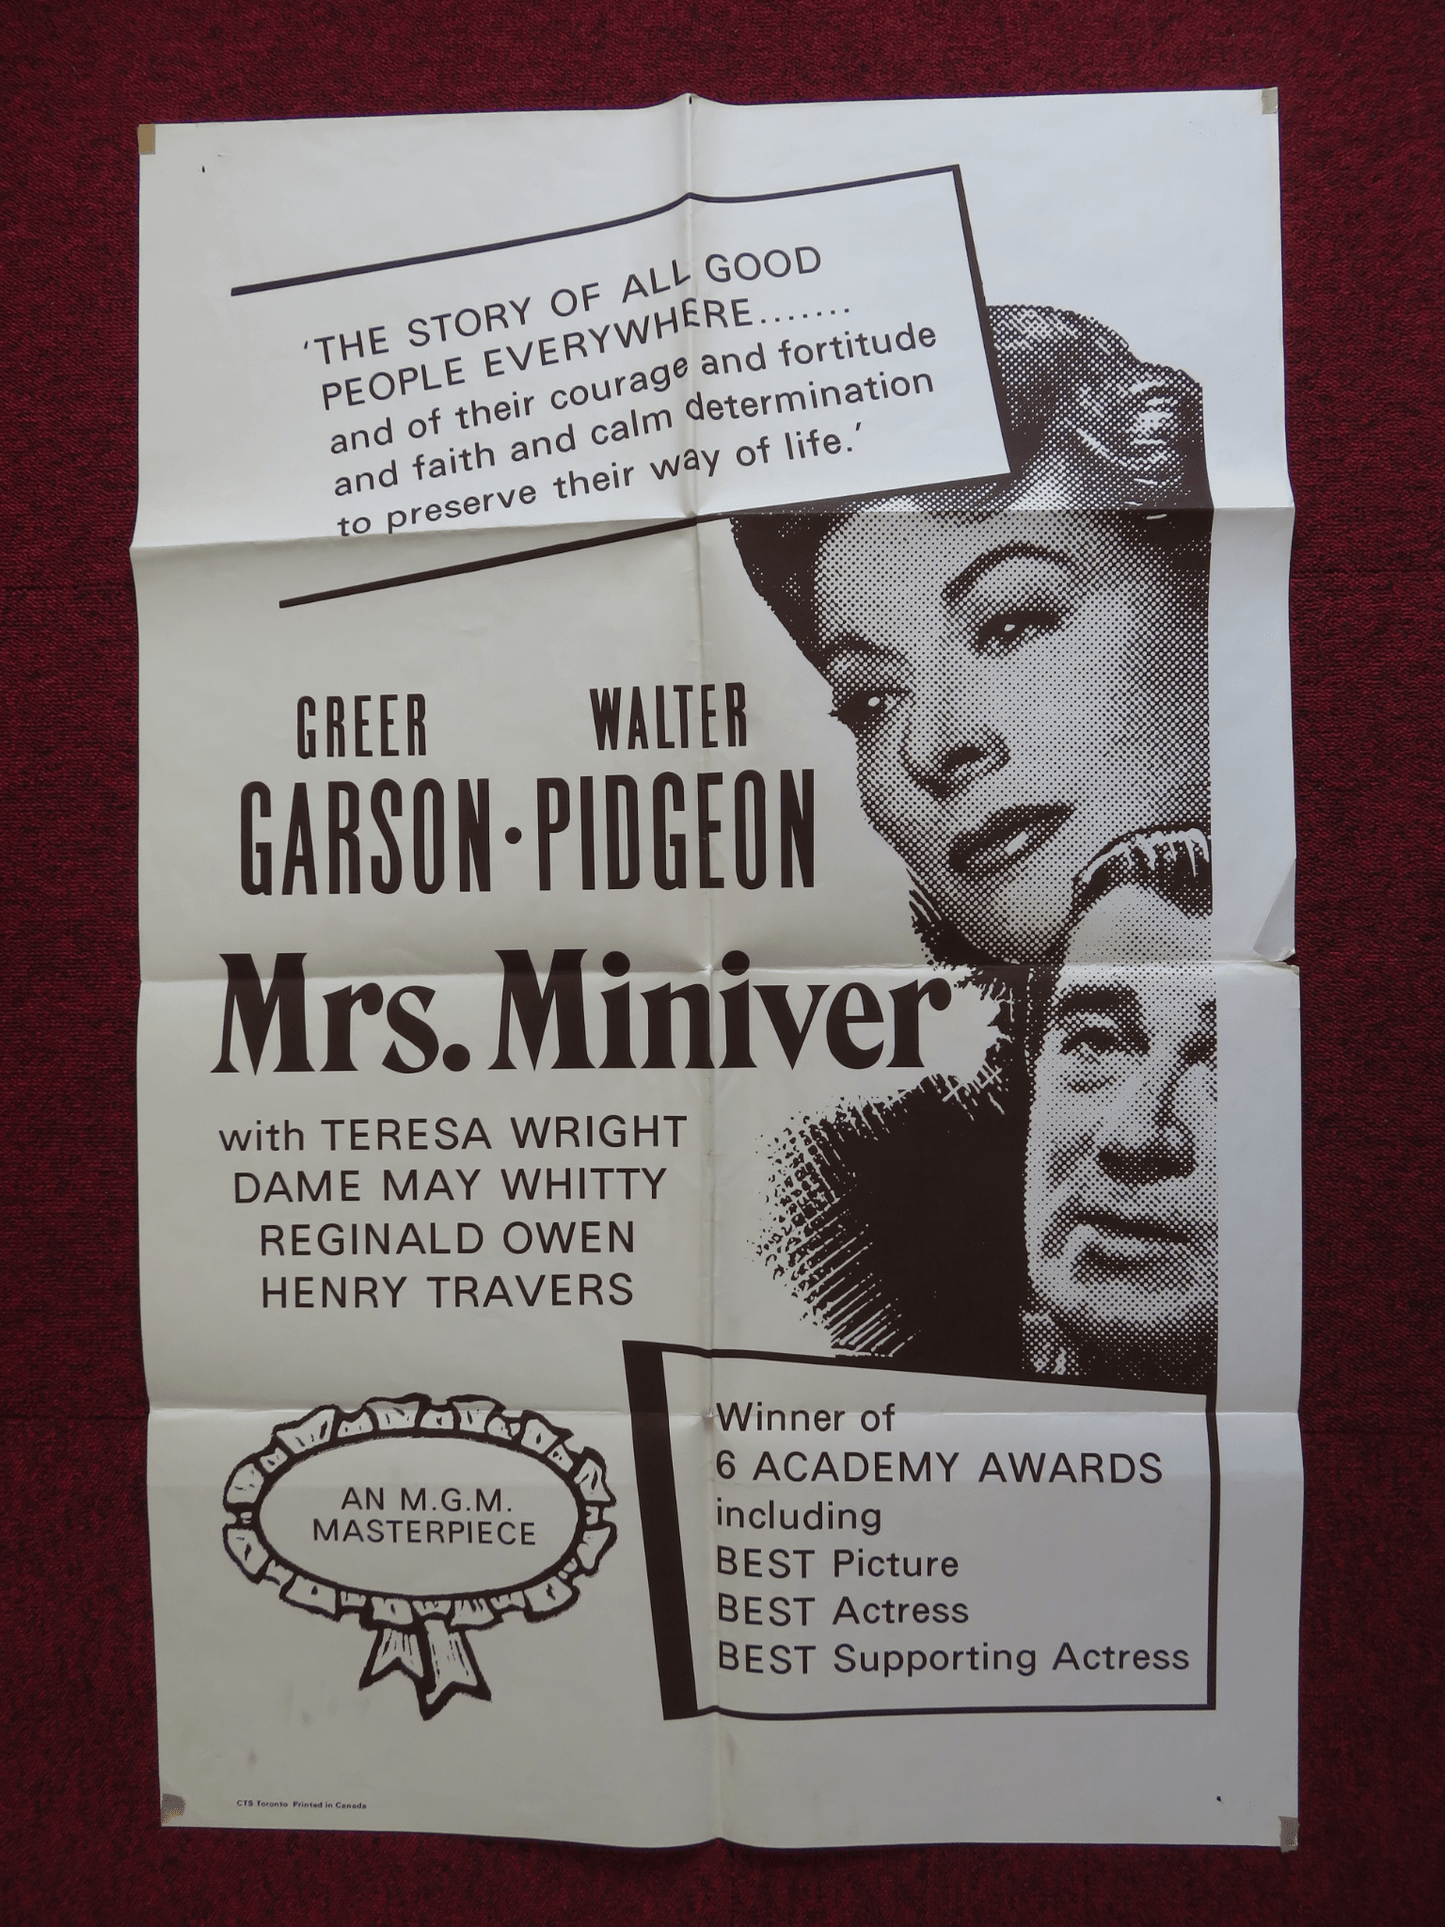 'THE STORY OF ALL GOOD
PEOPLE EVERYWHERE.......
and of their courage and fortitude
and faith and calm determination
to preserve their way of life.'
GREER WALTER
GARSON • PIDGEON
Mrs. Miniver
with TERESA WRIGHT
DAME MAY WHITTY
REGINALD OWEN
HENRY TRAVERS
AN M.G.M.
MASTERPIECE
Winner of
6 ACADEMY AWARDS
including
BEST Picture
BEST Actress
BEST Supporting Actress
CTS Toronto Printed in Canada